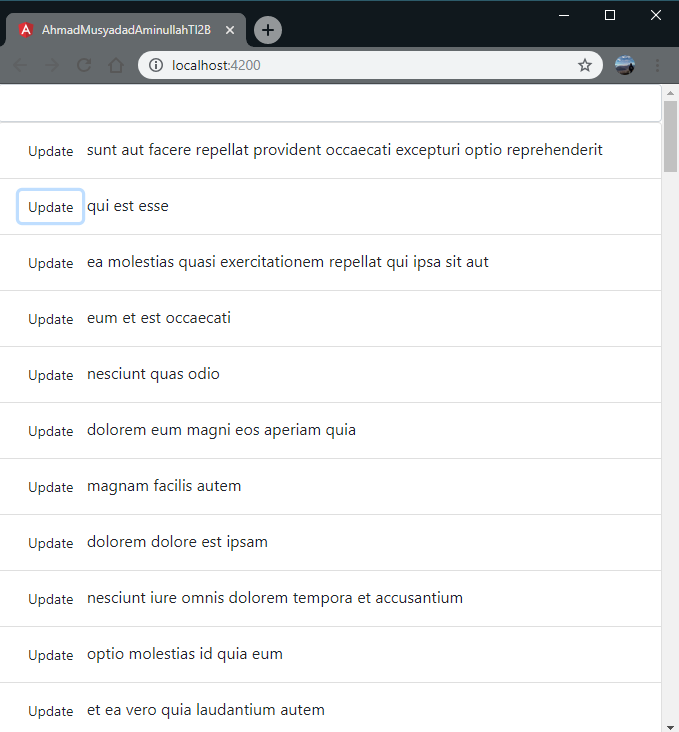 AhmadMusyadadAminullahTI2B
localhost:4200
Update sunt aut facere repellat provident occaecati excepturi optio reprehenderit
Update qui est esse
Update ea molestias quasi exercitationem repellat qui ipsa sit aut
Update eum et est occaecati
Update nesciunt quas odio
Update dolorem eum magni eos aperiam quia
Update magnam facilis autem
Update dolorem dolore est ipsam
Update nesciunt iure omnis dolorem tempora et accusantium
Update optio molestias id quia eum
Update et ea vero quia laudantium autem